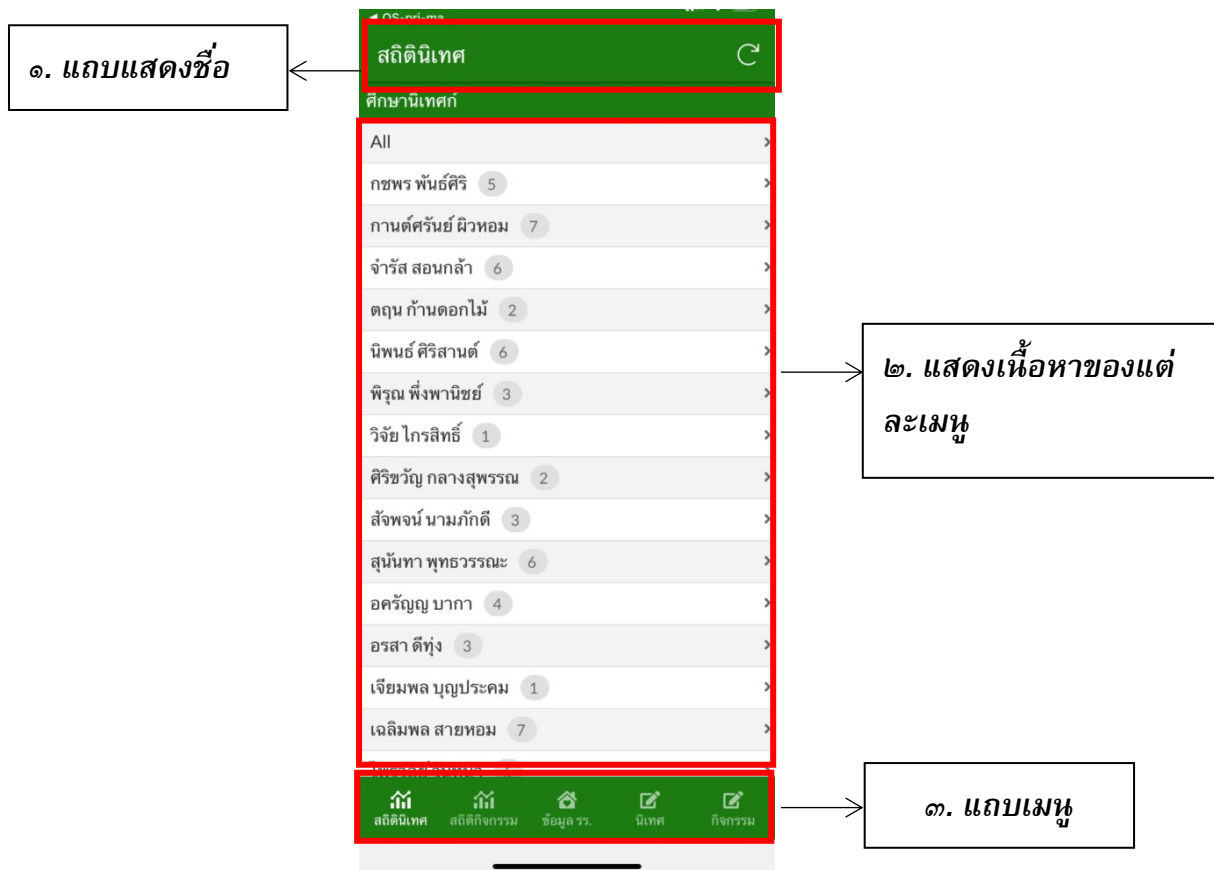 ◀ OS-pri-ma
สถิตินิเทศ
ศึกษานิเทศก์
All
กชพร พันธ์ศิริ 5
กานต์ศรันย์ ผิวหอม 7
จำรัส สอนกล้า 6
ตฤน ก้านดอกไม้ 2
นิพนธ์ ศิริสานต์ 6
พิรุณ พึ่งพานิชย์ 3
วิจัย ไกรสิทธิ์ 1
ศิริขวัญ กลางสุพรรณ 2
สัจพจน์ นามภักดี 3
สุนันทา พุทธวรรณะ 6
อครัญญ บากา 4
อรสา ดีทุ่ง 3
เจียมพล บุญประคม 1
เฉลิมพล สายหอม 7
สถิตินิเทศ สถิติกิจกรรม ข้อมูล รร. นิเทศ กิจกรรม
๑. แถบแสดงชื่อ
๒. แสดงเนื้อหาของแต่
ละเมนู
๓. แถบเมนู